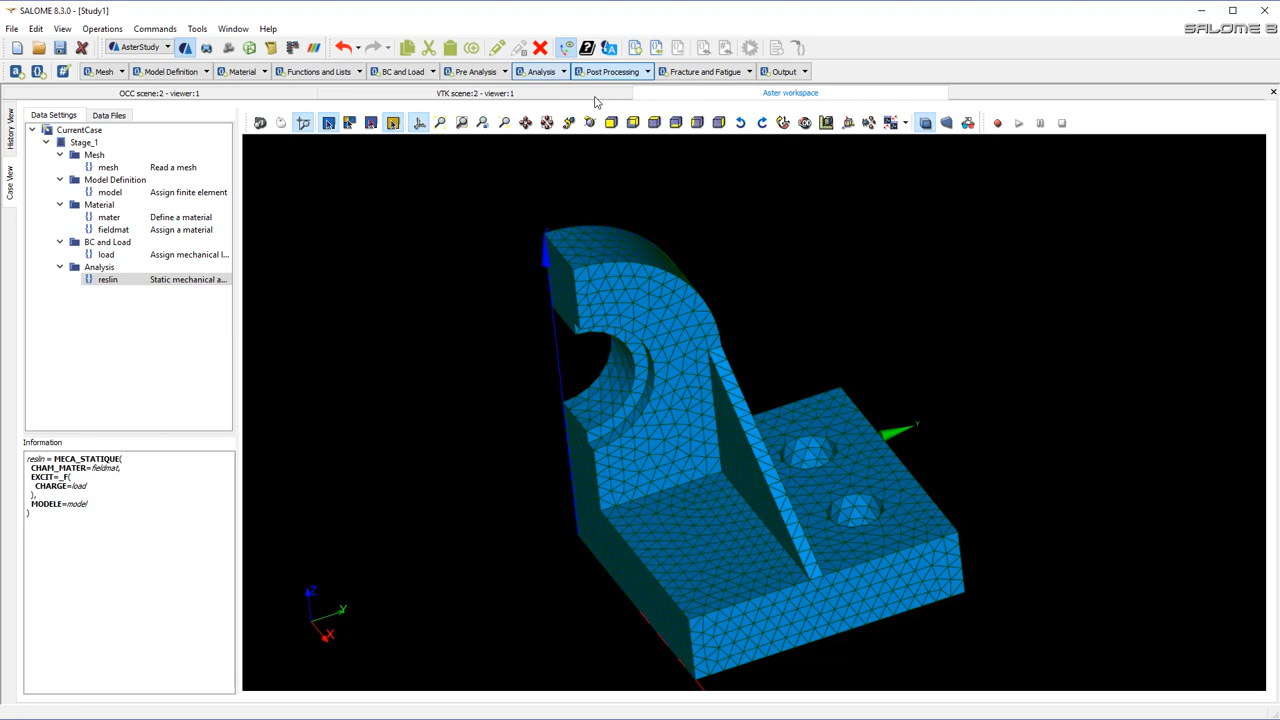 SALOME 8.3.0 - [Study1]
File Edit View Operations Commands Tools Window Help
SALOME 8
AsterStudy
Mesh Model Definition Material Functions and Lists BC and Load Pre Analysis Analysis Post Processing Fracture and Fatigue Output
OCC scene:2 - viewer:1 VTK scene:2 - viewer:1 Aster workspace
History View
Case View
Data Settings Data Files
CurrentCase
Stage_1
Mesh
mesh Read a mesh
Model Definition
model Assign finite element
Material
mater Define a material
fieldmat Assign a material
BC and Load
load Assign mechanical l...
Analysis
reslin Static mechanical a...
Information
reslin = MECA_STATIQUE(
CHAM_MATER=fieldmat,
EXCIT=_F(
CHARGE=load
),
MODELE=model
)
Y
Z
Y
X